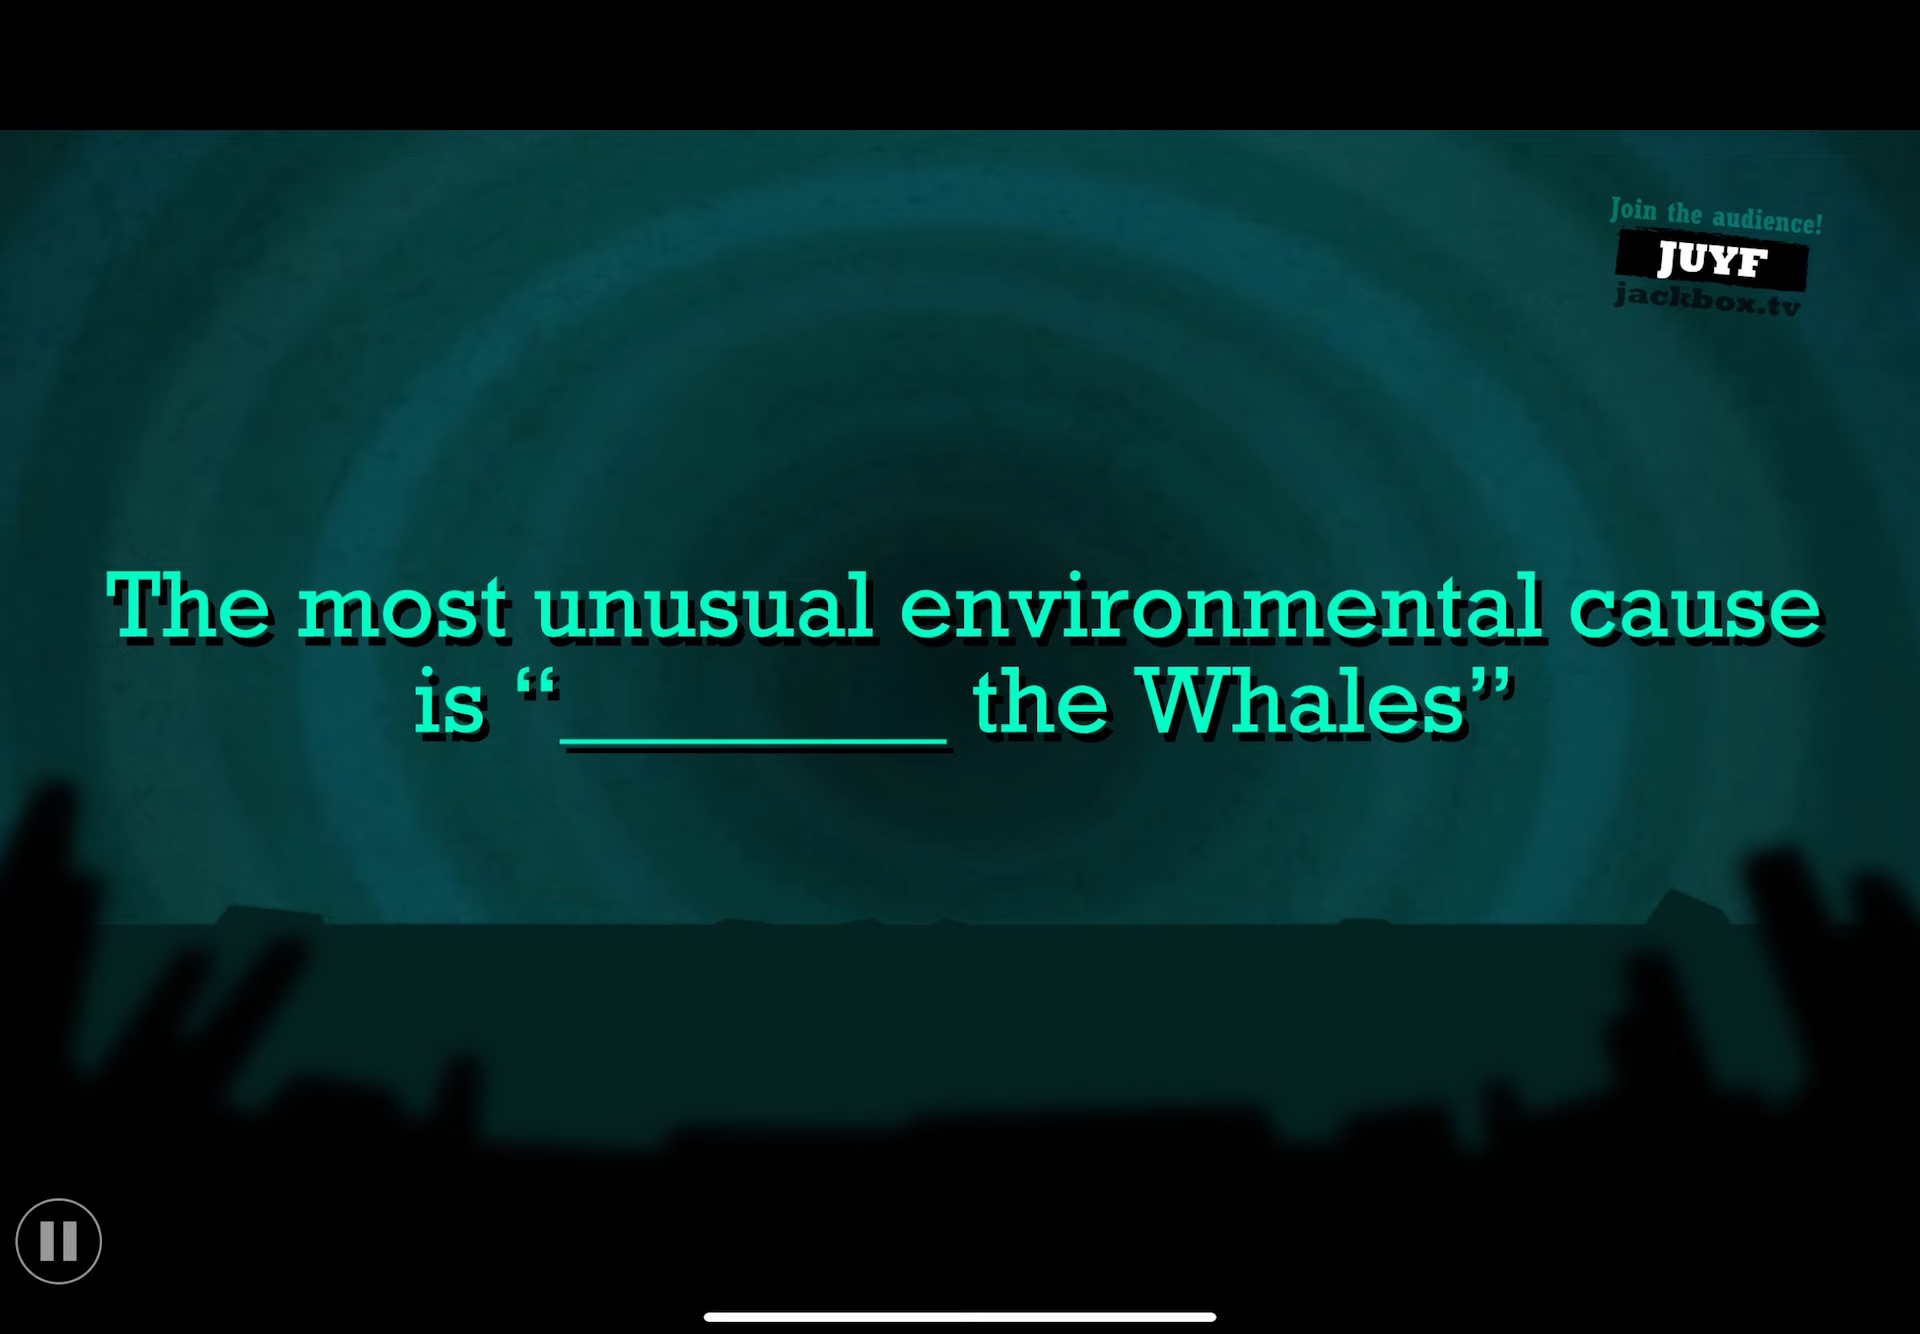 Join the audience!
JUYF
jackbox.tv
The most unusual environmental cause
is “________ the Whales”